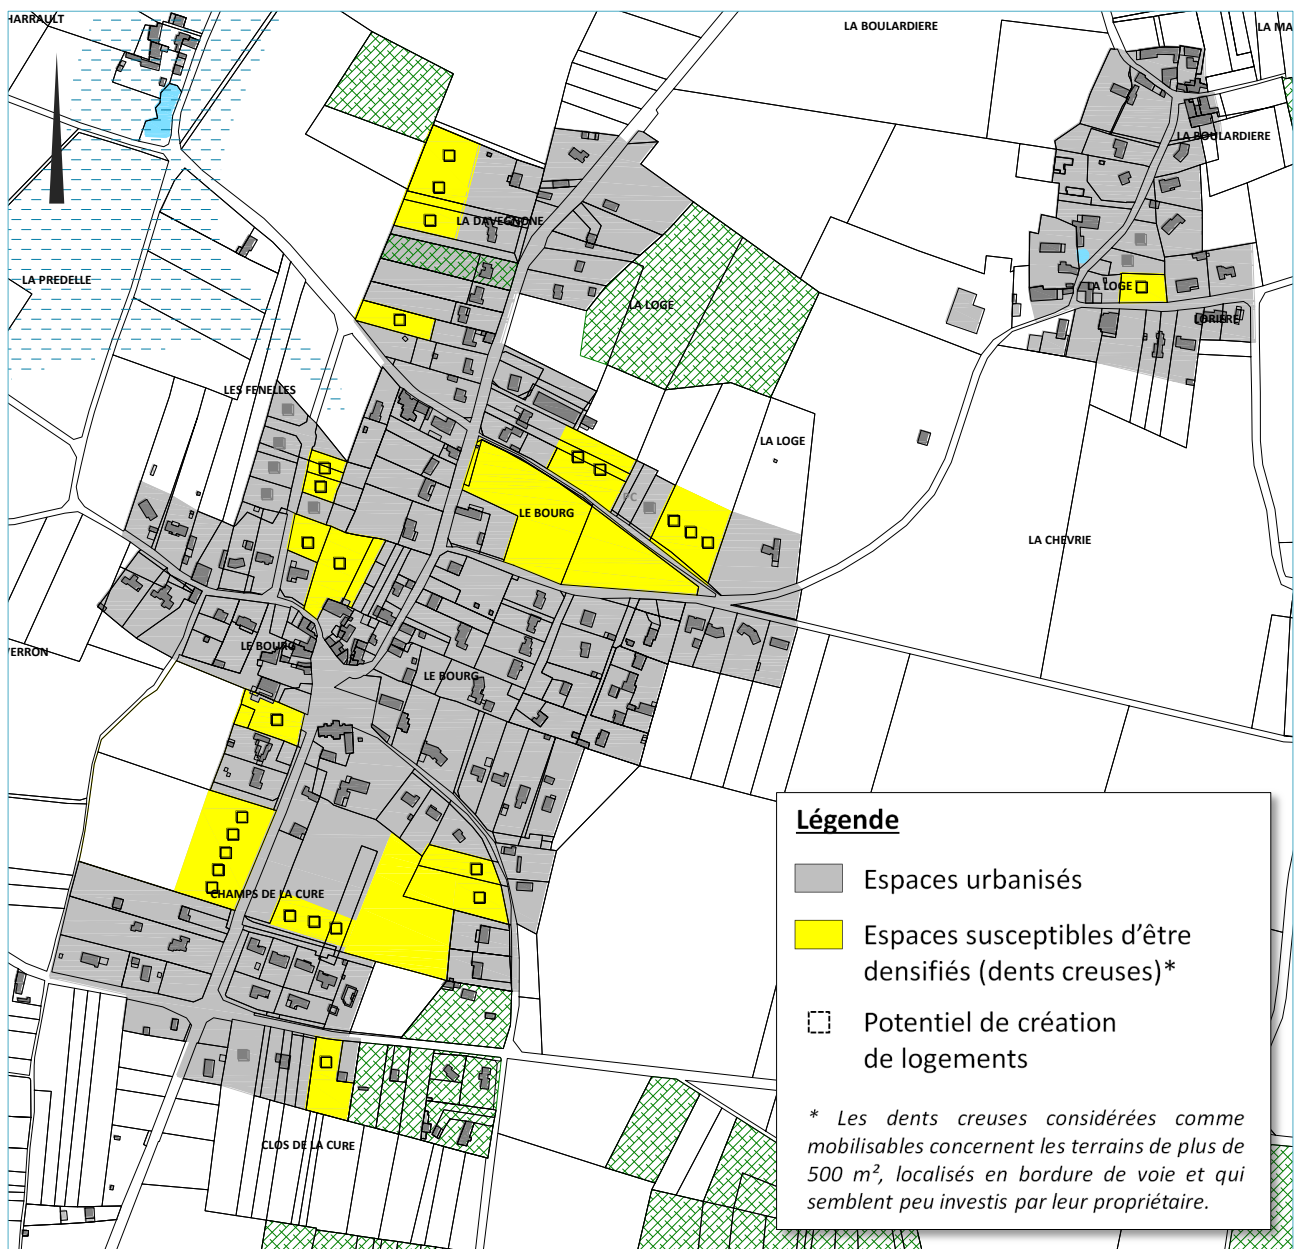 HARRAULT
LA BOULARDIERE
LA MA
LA BOULARDIERE
LA DAVEGNONE
LA PREDELLE
LA LOGE
LA LOGE
LORIERE
LES FENELLES
LA LOGE
PC
LE BOURG
LA CHEVRIE
LE BOURG
VERRON
LE BOURG
CHAMPS DE LA CURE
CLOS DE LA CURE
Légende
Espaces urbanisés
Espaces susceptibles d'être
densifiés (dents creuses)*
Potentiel de création
de logements
* Les dents creuses considérées comme
mobilisables concernent les terrains de plus de
500 m², localisés en bordure de voie et qui
semblent peu investis par leur propriétaire.